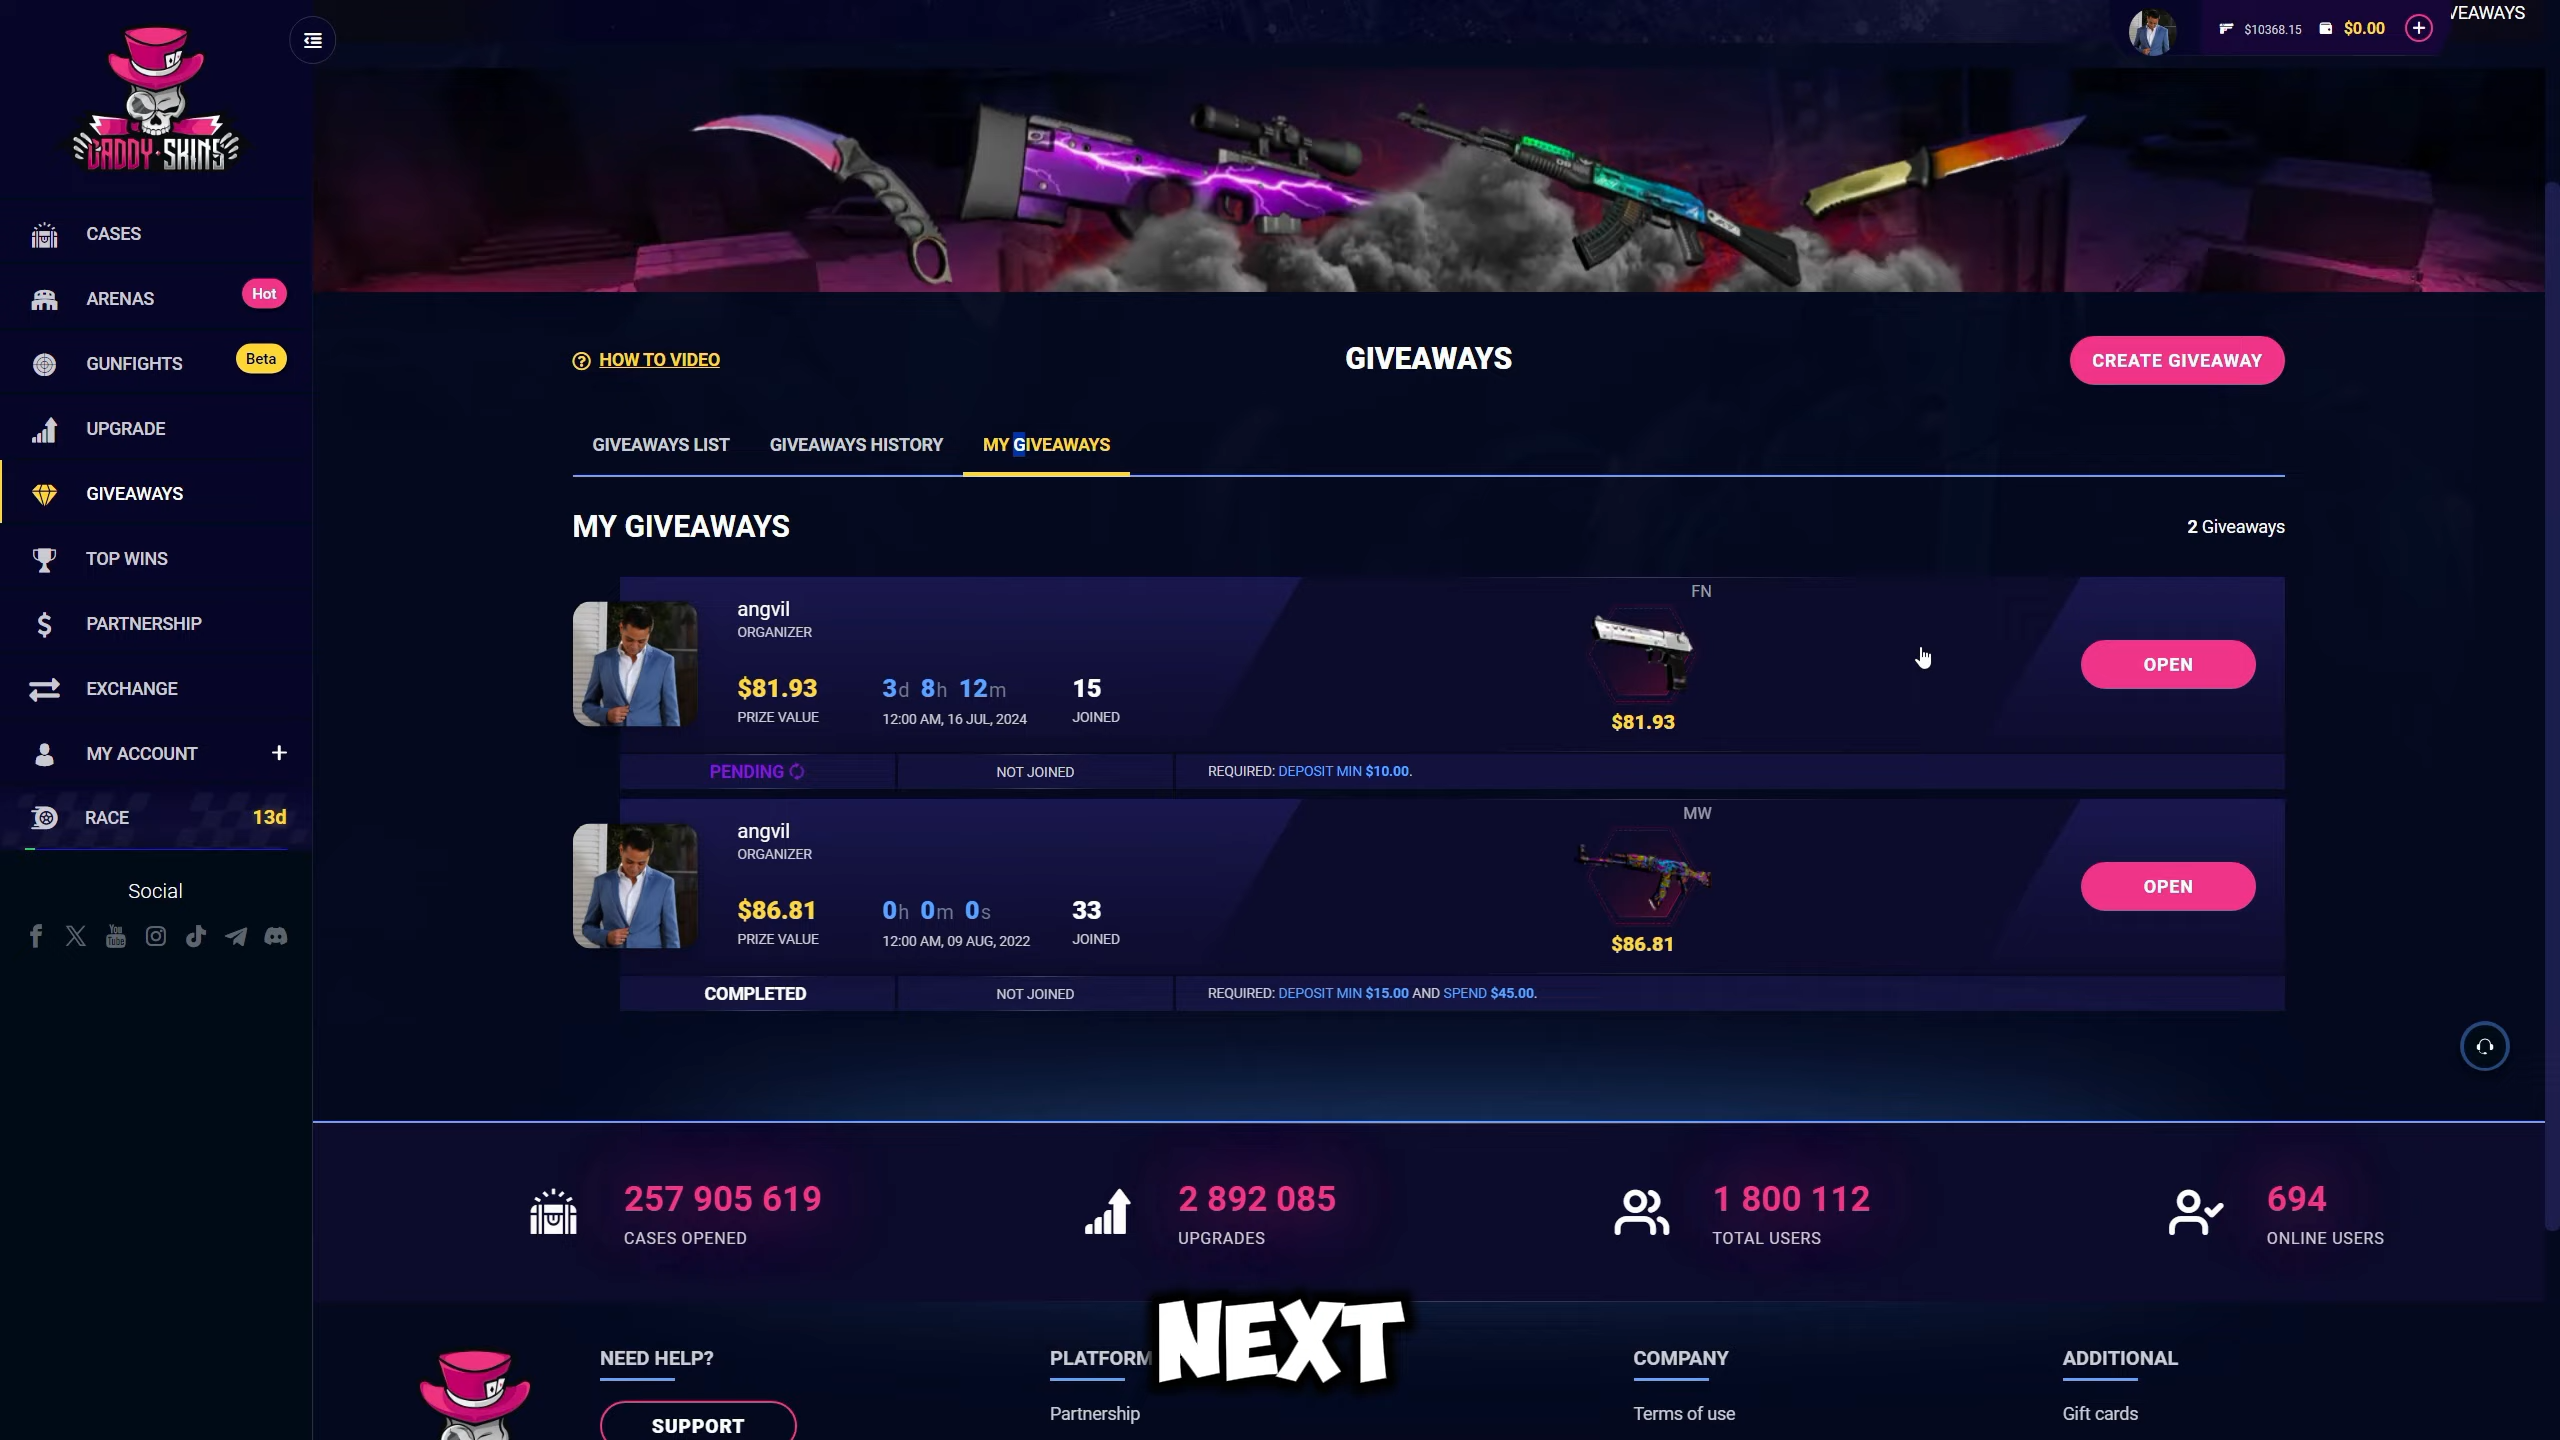 DADDY SKINS
$10368.15
$0.00
VEAWAYS
CASES
ARENAS
Hot
GUNFIGHTS
Beta
UPGRADE
GIVEAWAYS
TOP WINS
PARTNERSHIP
EXCHANGE
MY ACCOUNT
+
RACE
13d
Social
You
Tube
HOW TO VIDEO
GIVEAWAYS
CREATE GIVEAWAY
GIVEAWAYS LIST
GIVEAWAYS HISTORY
MY GIVEAWAYS
MY GIVEAWAYS
2 Giveaways
angvil
ORGANIZER
$81.93
PRIZE VALUE
3d 8h 12m
12:00 AM, 16 JUL, 2024
15
JOINED
FN
$81.93
OPEN
PENDING
NOT JOINED
REQUIRED: DEPOSIT MIN $10.00.
angvil
ORGANIZER
$86.81
PRIZE VALUE
0h 0m 0s
12:00 AM, 09 AUG, 2022
33
JOINED
MW
$86.81
OPEN
COMPLETED
NOT JOINED
REQUIRED: DEPOSIT MIN $15.00 AND SPEND $45.00.
257 905 619
CASES OPENED
2 892 085
UPGRADES
1 800 112
TOTAL USERS
694
ONLINE USERS
NEXT
NEED HELP?
SUPPORT
PLATFORM
Partnership
COMPANY
Terms of use
ADDITIONAL
Gift cards